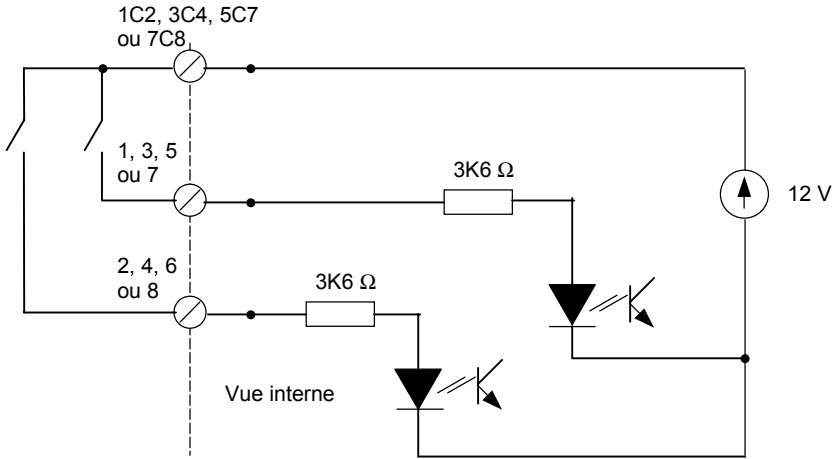 1C2, 3C4, 5C7
ou 7C8
1, 3, 5
ou 7
3K6 Ω
12 V
2, 4, 6
ou 8
3K6 Ω
Vue interne